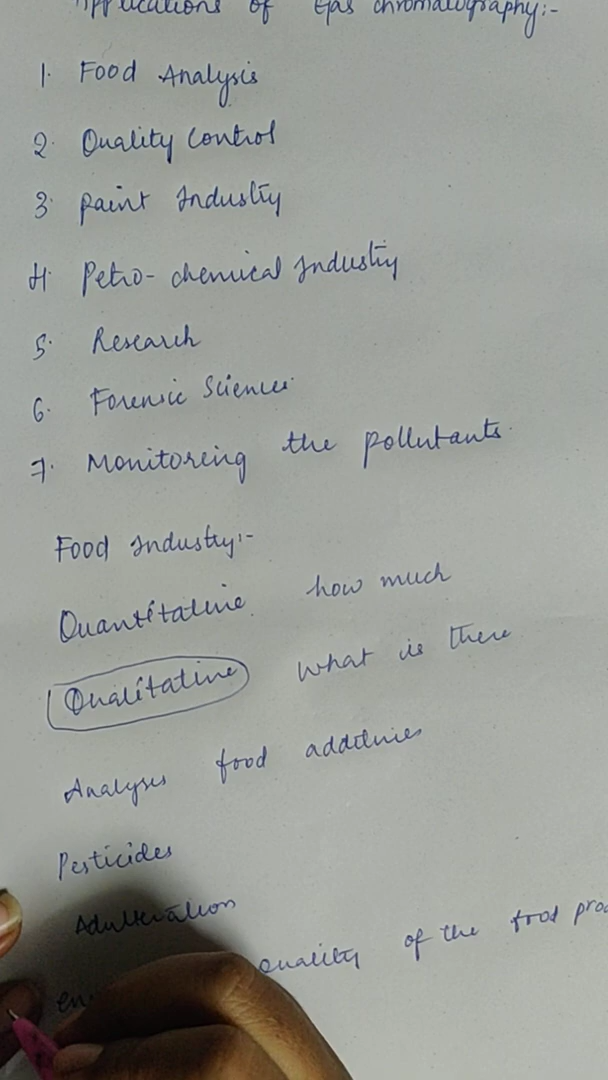 Applications of Gas chromatography:-
1. Food Analysis
2. Quality Control
3. paint Industry
4. Petro-chemical Industry
5. Research
6. Forensic Science
7. Monitoring the pollutants
Food Industry:-
Quantitative how much
Qualitative what is there
Analyses food additives
Pesticides
Adulteration
quality of the food